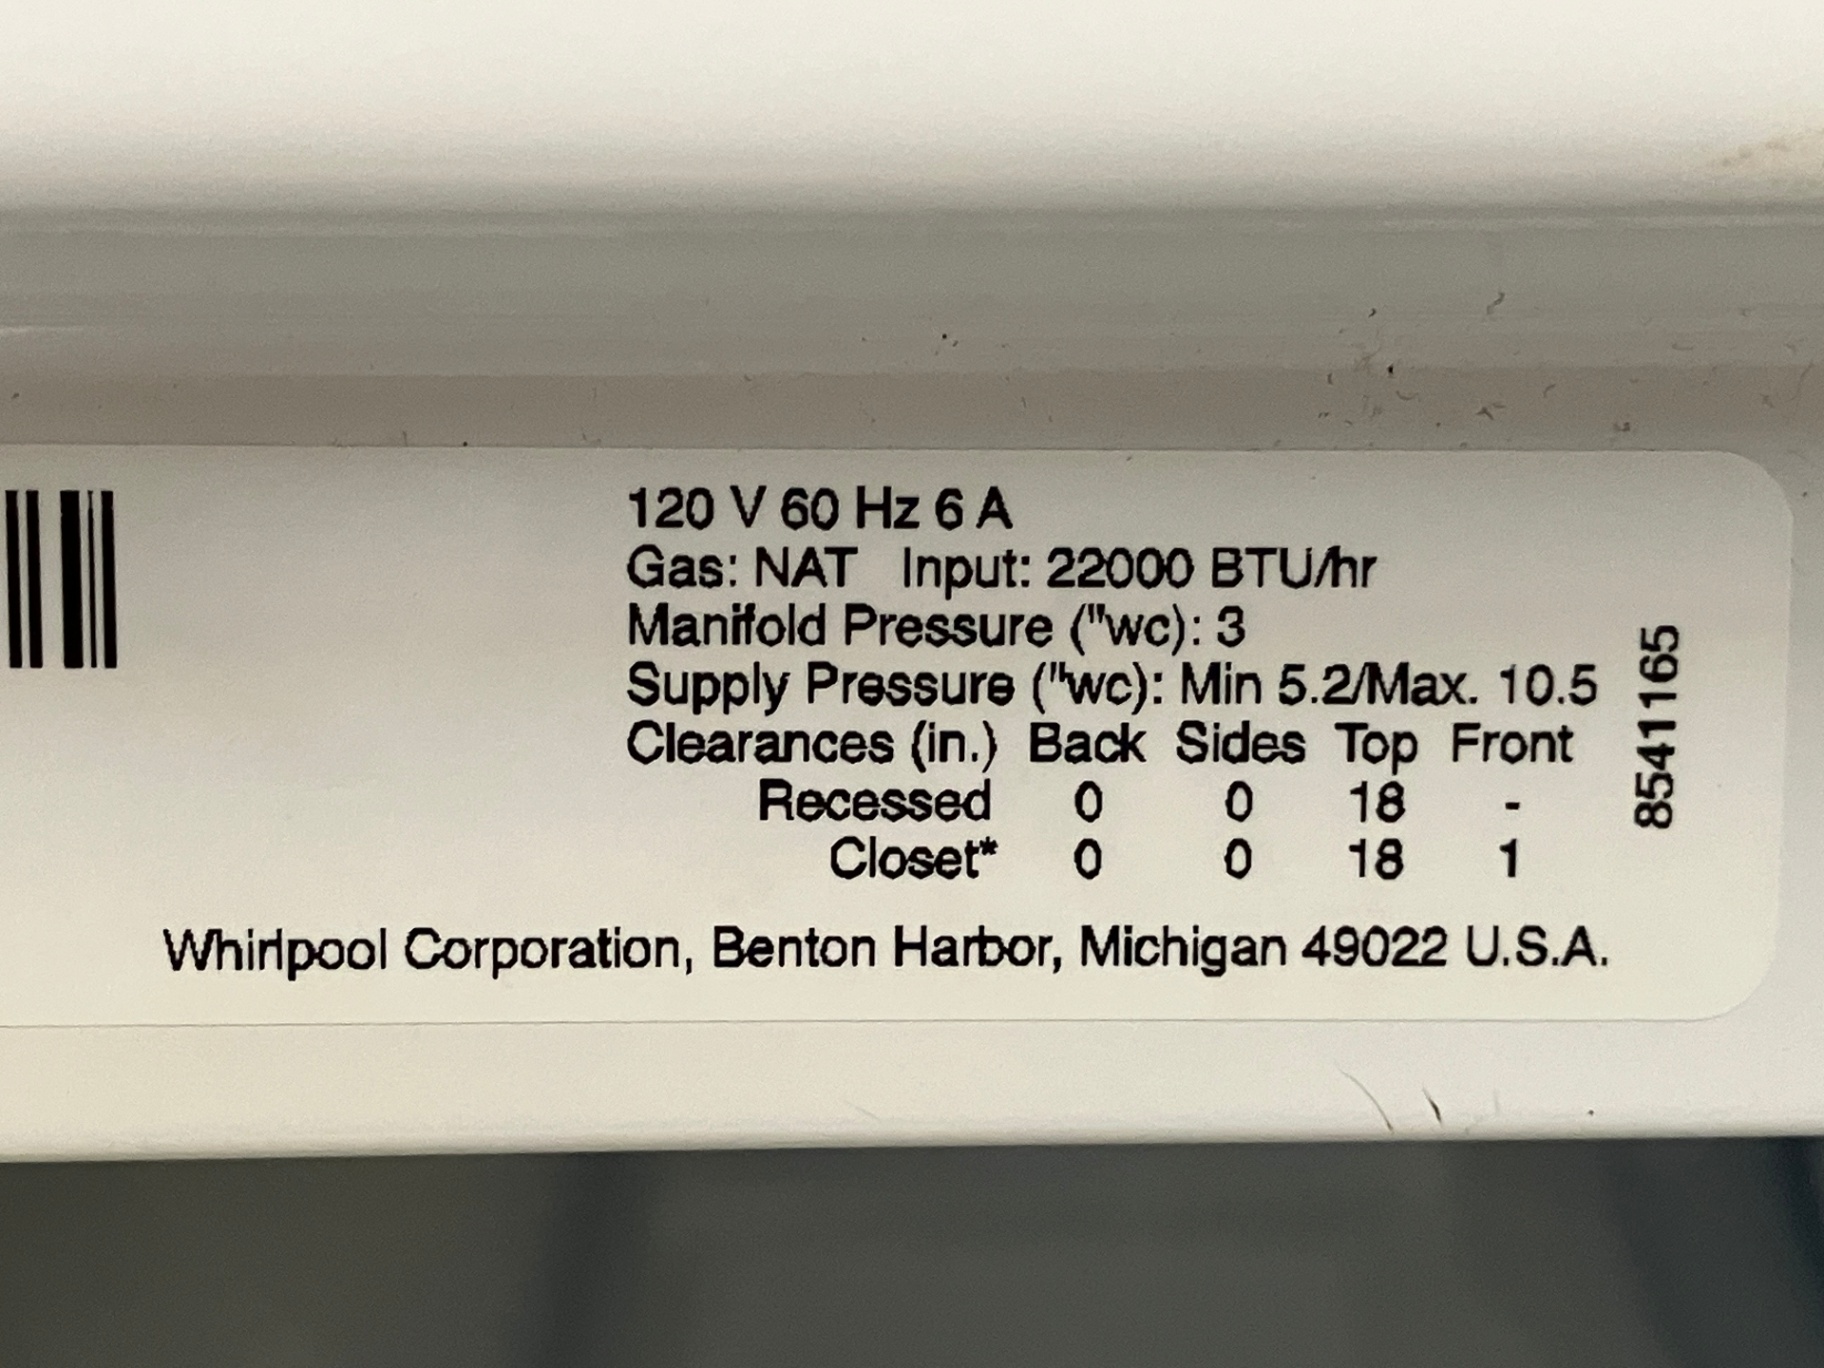 120 V 60 Hz 6 A
Gas: NAT Input: 22000 BTU/hr
Manifold Pressure ("wc): 3
Supply Pressure ("wc): Min 5.2/Max. 10.5
Clearances (in.) Back Sides Top Front
Recessed 0 0 18 -
Closet* 0 0 18 1
8541165
Whirlpool Corporation, Benton Harbor, Michigan 49022 U.S.A.